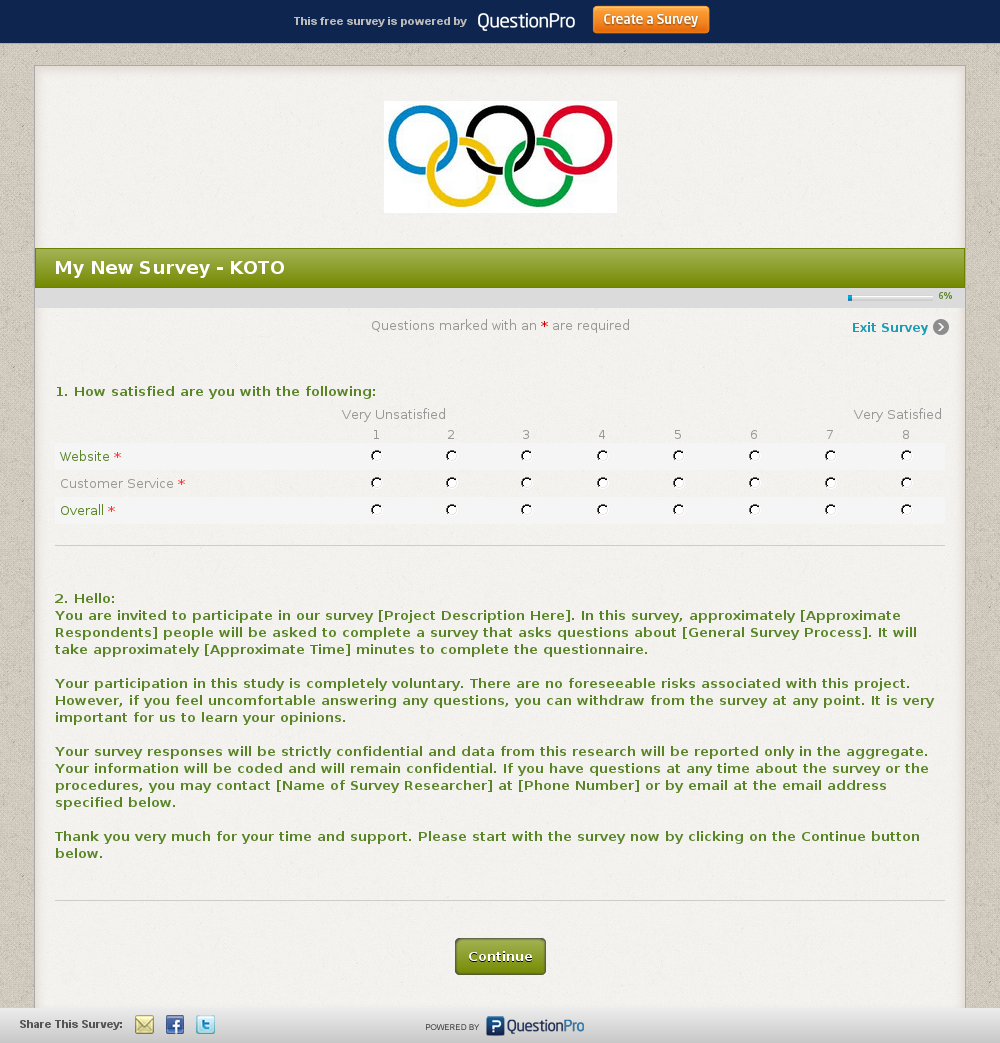 This free survey is powered by QuestionPro Create a Survey
My New Survey - KOTO
6%
Questions marked with an * are required
Exit Survey
1. How satisfied are you with the following:
Very Unsatisfied Very Satisfied
1 2 3 4 5 6 7 8
Website *
Customer Service *
Overall *
2. Hello:
You are invited to participate in our survey [Project Description Here]. In this survey, approximately [Approximate
Respondents] people will be asked to complete a survey that asks questions about [General Survey Process]. It will
take approximately [Approximate Time] minutes to complete the questionnaire.
Your participation in this study is completely voluntary. There are no foreseeable risks associated with this project.
However, if you feel uncomfortable answering any questions, you can withdraw from the survey at any point. It is very
important for us to learn your opinions.
Your survey responses will be strictly confidential and data from this research will be reported only in the aggregate.
Your information will be coded and will remain confidential. If you have questions at any time about the survey or the
procedures, you may contact [Name of Survey Researcher] at [Phone Number] or by email at the email address
specified below.
Thank you very much for your time and support. Please start with the survey now by clicking on the Continue button
below.
Continue
Share This Survey: POWERED BY QuestionPro